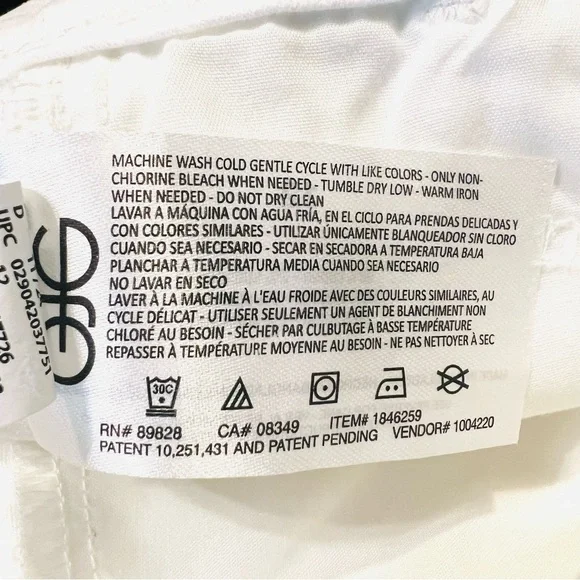 MACHINE WASH COLD GENTLE CYCLE WITH LIKE COLORS - ONLY NON-
CHLORINE BLEACH WHEN NEEDED - TUMBLE DRY LOW - WARM IRON
WHEN NEEDED - DO NOT DRY CLEAN
LAVAR A MÁQUINA CON AGUA FRÍA, EN EL CICLO PARA PRENDAS DELICADAS Y
CON COLORES SIMILARES - UTILIZAR ÚNICAMENTE BLANQUEADOR SIN CLORO
CUANDO SEA NECESARIO - SECAR EN SECADORA A TEMPERATURA BAJA
PLANCHAR A TEMPERATURA MEDIA CUANDO SEA NECESARIO
NO LAVAR EN SECO
LAVER À LA MACHINE À L'EAU FROIDE AVEC DES COULEURS SIMILAIRES, AU
CYCLE DÉLICAT - UTILISER SEULEMENT UN AGENT DE BLANCHIMENT NON
CHLORÉ AU BESOIN - SÉCHER PAR CULBUTAGE À BASSE TEMPÉRATURE
REPASSER À TEMPÉRATURE MOYENNE AU BESOIN - NE PAS NETTOYER À SEC
30C
RN# 89828 CA# 08349 ITEM# 1846259 VENDOR# 1004220
PATENT 10,251,431 AND PATENT PENDING
D
UPC 029042037751
12